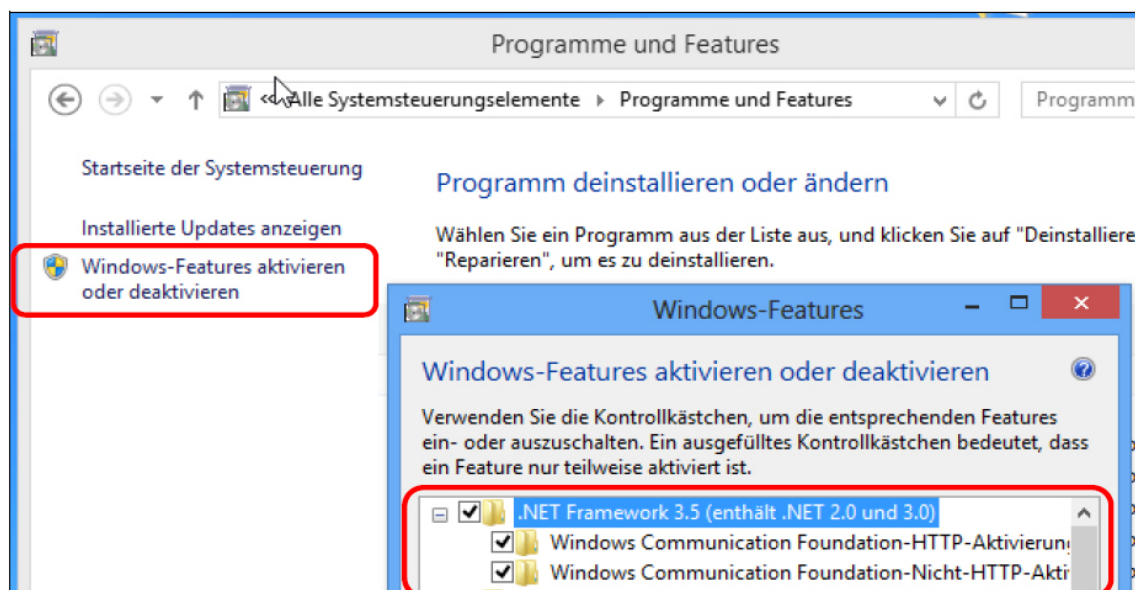 Programme und Features
« Alle Systemsteuerungselemente Programme und Features
Programm
Startseite der Systemsteuerung
Installierte Updates anzeigen
Windows-Features aktivieren
oder deaktivieren
Programm deinstallieren oder ändern
Wählen Sie ein Programm aus der Liste aus, und klicken Sie auf "Deinstalliere
"Reparieren", um es zu deinstallieren.
Windows-Features
Windows-Features aktivieren oder deaktivieren
Verwenden Sie die Kontrollkästchen, um die entsprechenden Features
ein- oder auszuschalten. Ein ausgefülltes Kontrollkästchen bedeutet, dass
ein Feature nur teilweise aktiviert ist.
.NET Framework 3.5 (enthält .NET 2.0 und 3.0)
Windows Communication Foundation-HTTP-Aktivierung
Windows Communication Foundation-Nicht-HTTP-Akti